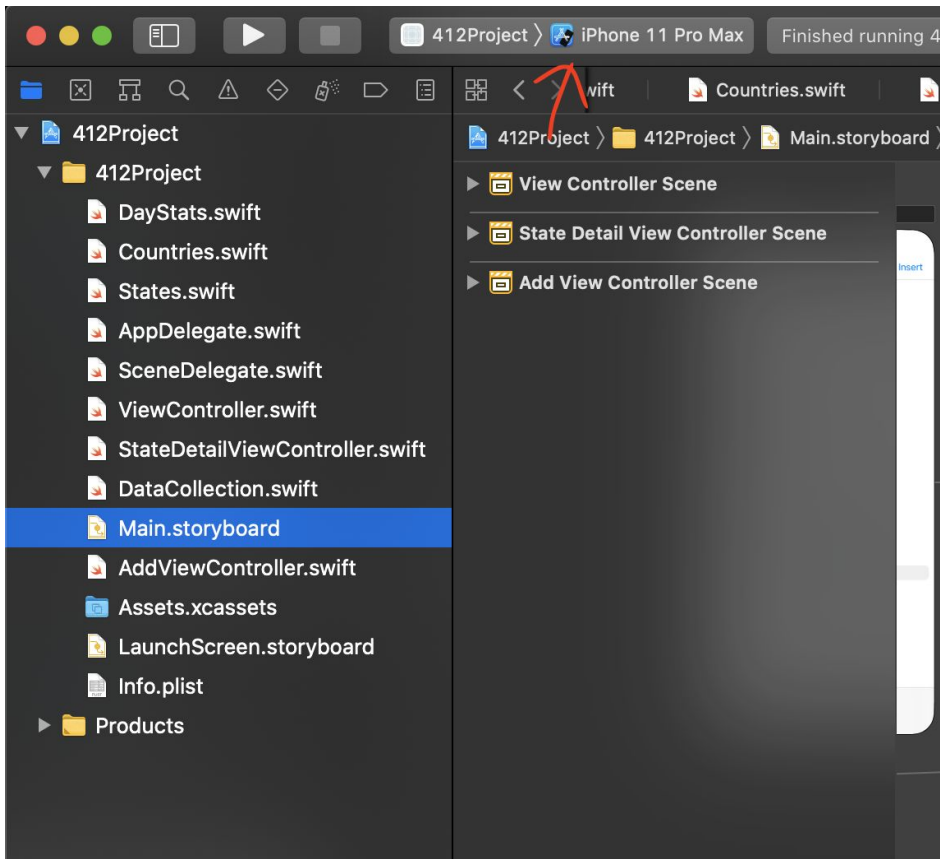 412Project 〉 iPhone 11 Pro Max
Finished running 4
wift
Countries.swift
412Project 〉 412Project 〉 Main.storyboard 〉
412Project
412Project
DayStats.swift
Countries.swift
States.swift
AppDelegate.swift
SceneDelegate.swift
ViewController.swift
StateDetailViewController.swift
DataCollection.swift
Main.storyboard
AddViewController.swift
Assets.xcassets
LaunchScreen.storyboard
Info.plist
Products
View Controller Scene
State Detail View Controller Scene
Add View Controller Scene
Insert